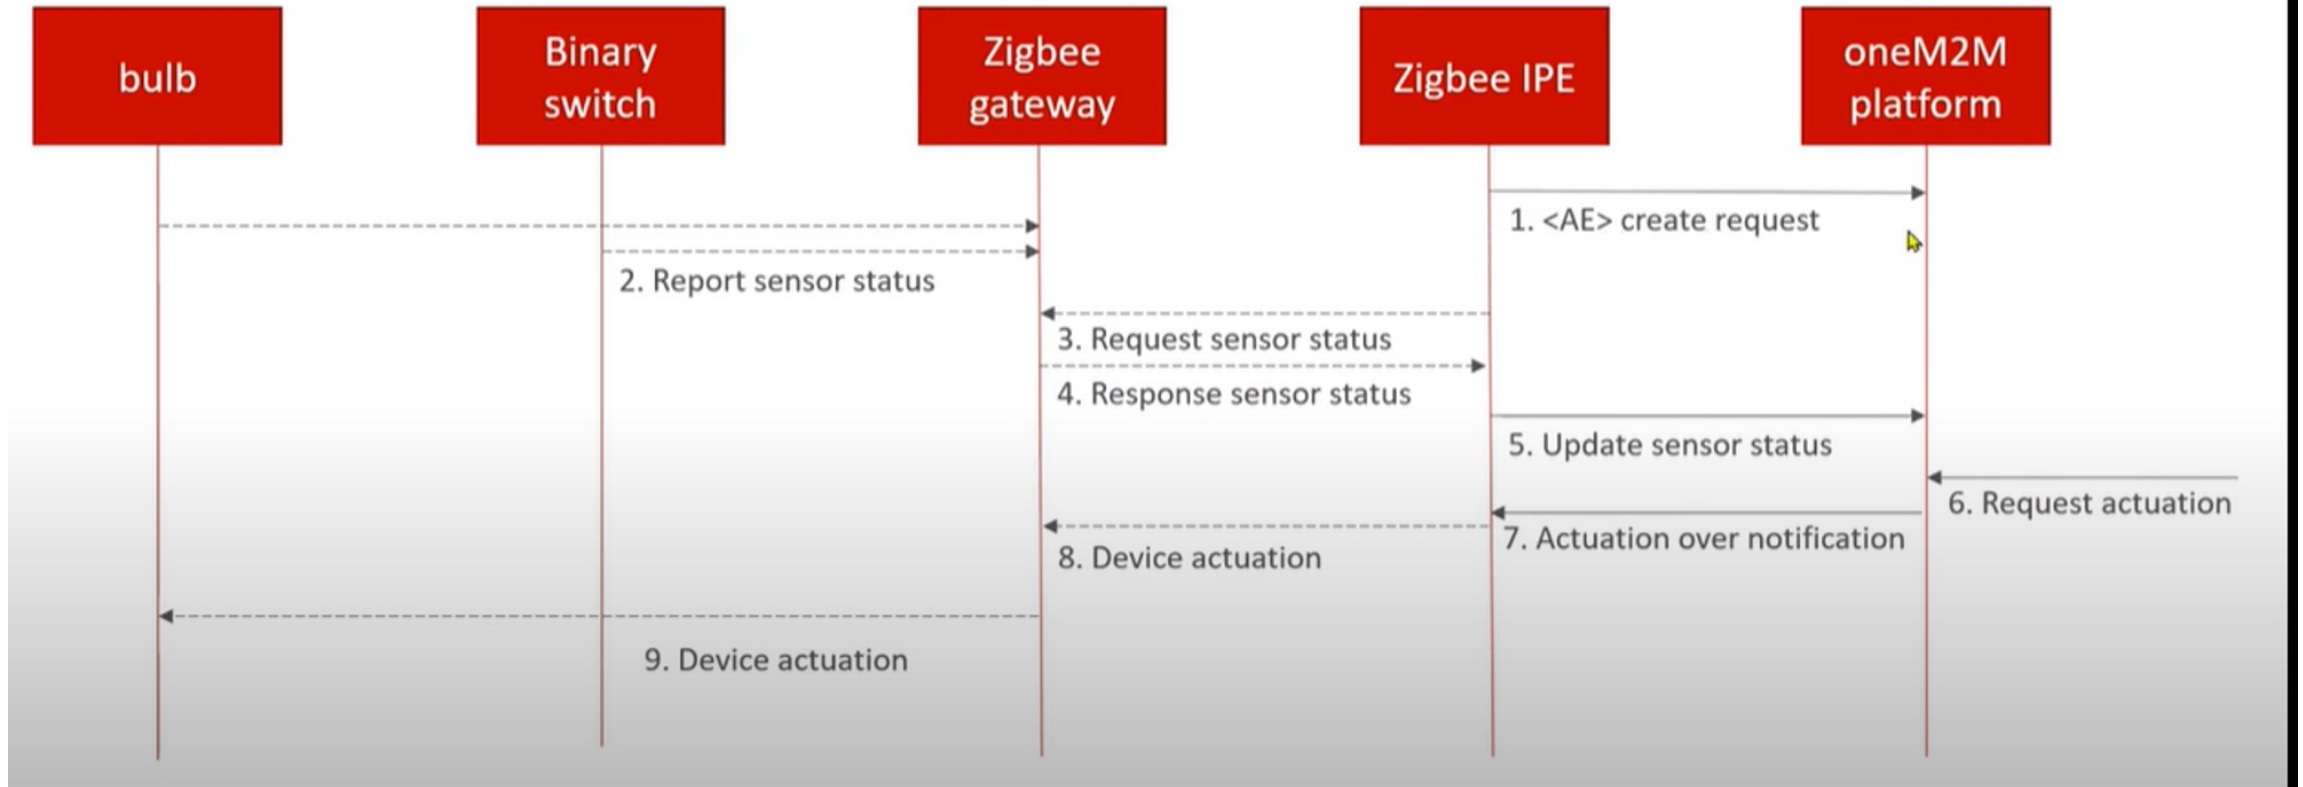 bulb
Binary
switch
Zigbee
gateway
Zigbee IPE
oneM2M
platform
1. <AE> create request
2. Report sensor status
3. Request sensor status
4. Response sensor status
5. Update sensor status
6. Request actuation
7. Actuation over notification
8. Device actuation
9. Device actuation